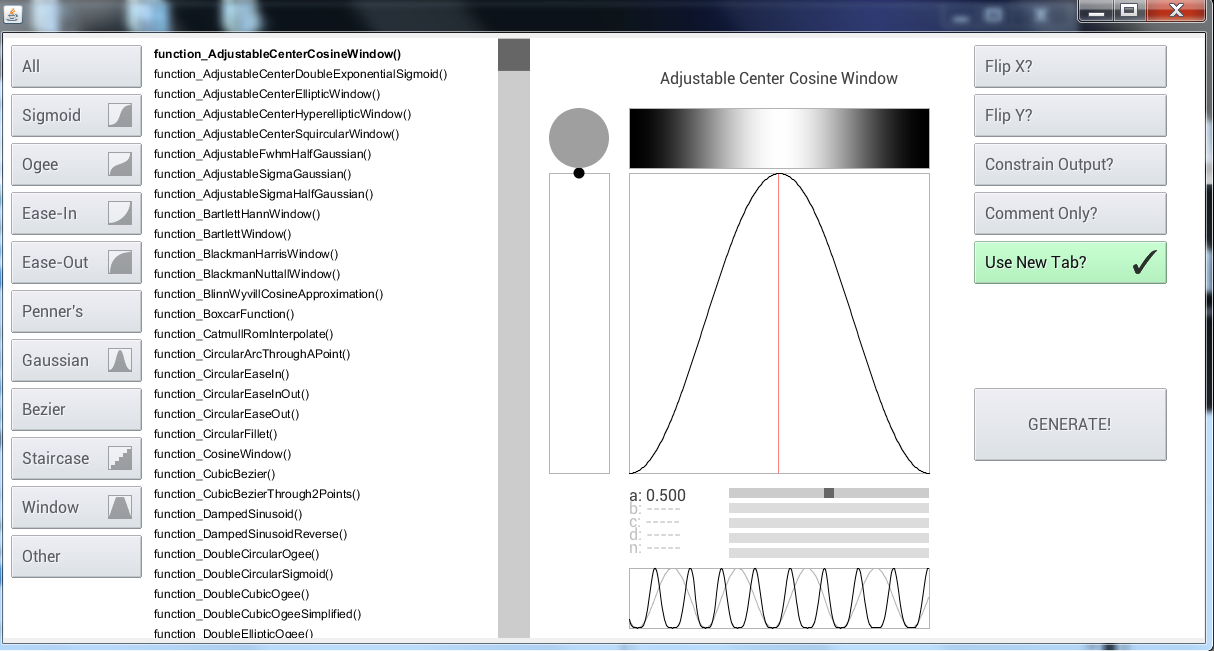 All
Sigmoid
Ogee
Ease-In
Ease-Out
Penner's
Gaussian
Bezier
Staircase
Window
Other
function_AdjustableCenterCosineWindow()
function_AdjustableCenterDoubleExponentialSigmoid()
function_AdjustableCenterEllipticWindow()
function_AdjustableCenterHyperellipticWindow()
function_AdjustableCenterSquircularWindow()
function_AdjustableFwhmHalfGaussian()
function_AdjustableSigmaGaussian()
function_AdjustableSigmaHalfGaussian()
function_BartlettHannWindow()
function_BartlettWindow()
function_BlackmanHarrisWindow()
function_BlackmanNuttallWindow()
function_BlinnWyvillCosineApproximation()
function_BoxcarFunction()
function_CatmullRomInterpolate()
function_CircularArcThroughAPoint()
function_CircularEaseIn()
function_CircularEaseInOut()
function_CircularEaseOut()
function_CircularFillet()
function_CosineWindow()
function_CubicBezier()
function_CubicBezierThrough2Points()
function_DampedSinusoid()
function_DampedSinusoidReverse()
function_DoubleCircularOgee()
function_DoubleCircularSigmoid()
function_DoubleCubicOgee()
function_DoubleCubicOgeeSimplified()
function_DoubleEllipticOgee()
Adjustable Center Cosine Window
a: 0.500
b: -----
c: -----
d: -----
n: -----
Flip X?
Flip Y?
Constrain Output?
Comment Only?
Use New Tab?
GENERATE!